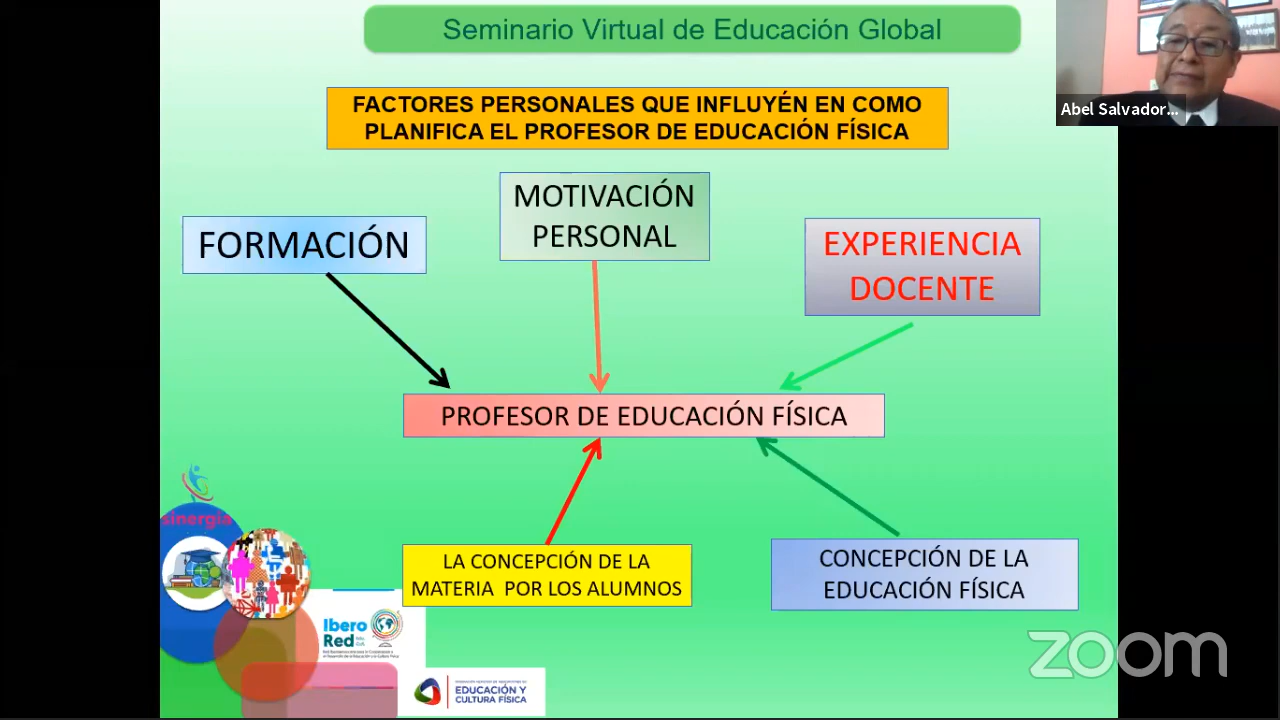 Seminario Virtual de Educación Global
Abel Salvador...
FACTORES PERSONALES QUE INFLUYÉN EN COMO
PLANIFICA EL PROFESOR DE EDUCACIÓN FÍSICA
MOTIVACIÓN
PERSONAL
FORMACIÓN
EXPERIENCIA
DOCENTE
PROFESOR DE EDUCACIÓN FÍSICA
LA CONCEPCIÓN DE LA
MATERIA POR LOS ALUMNOS
CONCEPCIÓN DE LA
EDUCACIÓN FÍSICA
sinergia
Ibero
Red
EDUCACIÓN Y
CULTURA FÍSICA
zoom